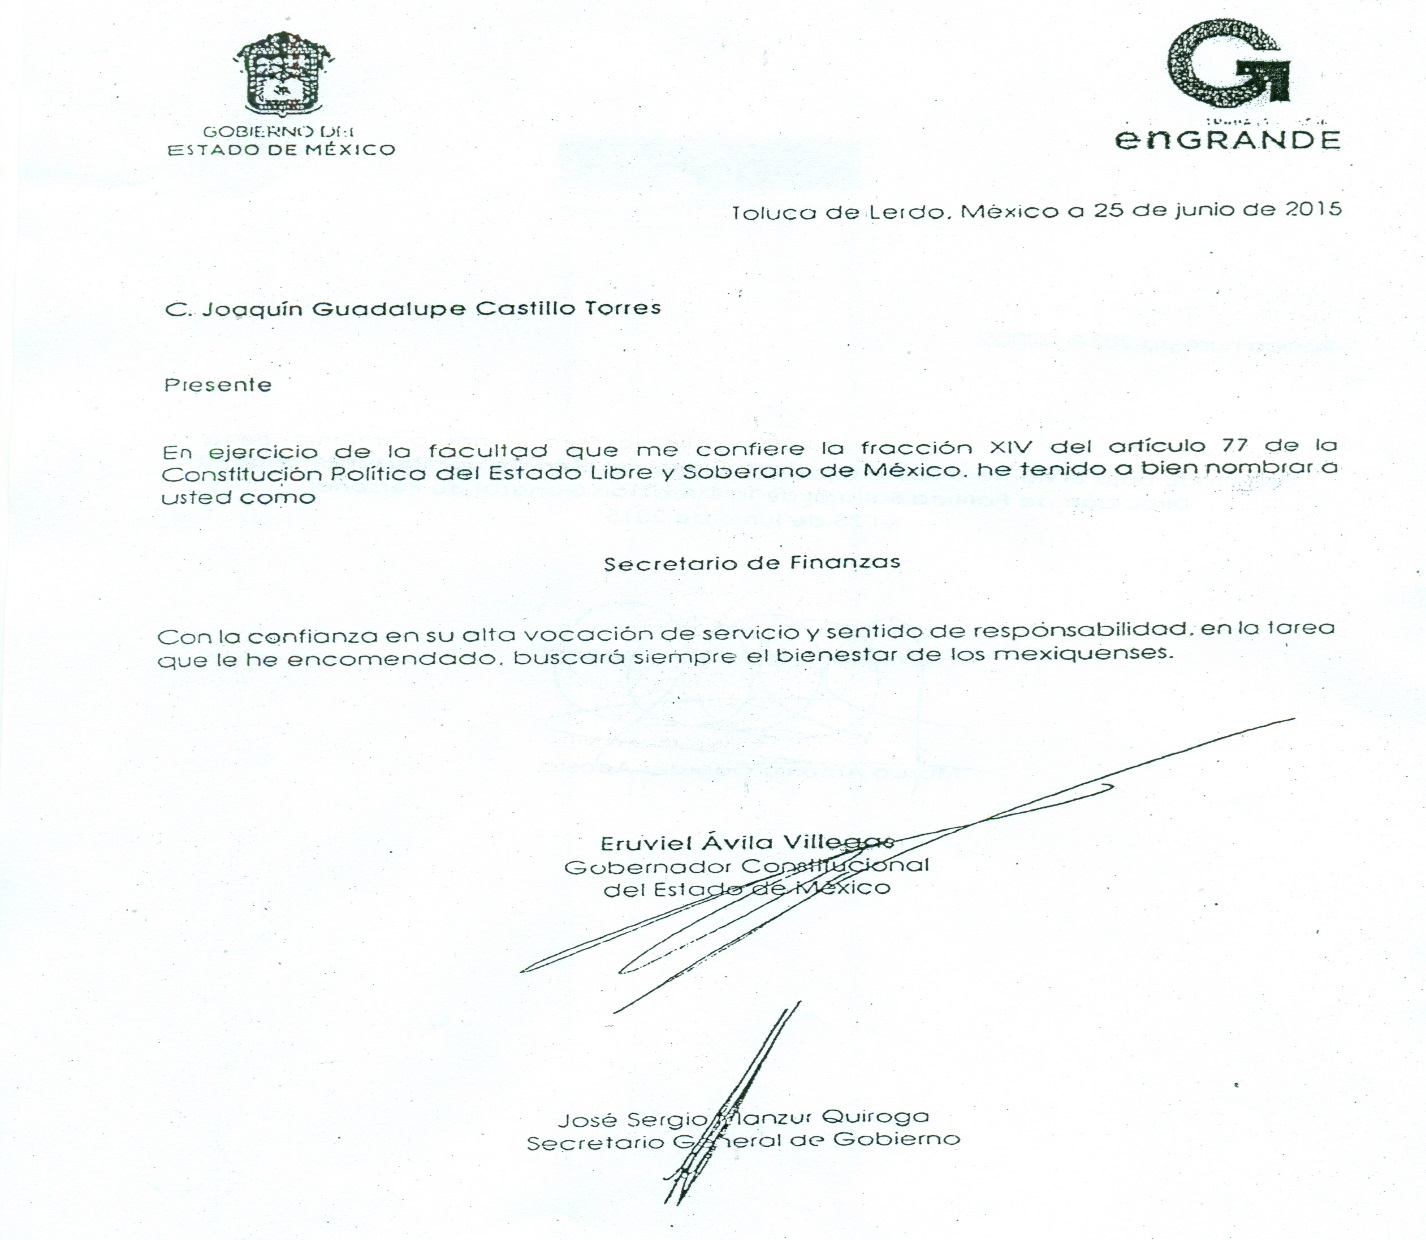 GOBIERNO DEL
ESTADO DE MÉXICO
enGRANDE
Toluca de Lerdo, México a 25 de junio de 2015
C. Joaquín Guadalupe Castillo Torres
Presente
En ejercicio de la facultad que me confiere la fracción XIV del artículo 77 de la
Constitución Política del Estado Libre y Soberano de México, he tenido a bien nombrar a
usted como
Secretario de Finanzas
Con la confianza en su alta vocación de servicio y sentido de responsabilidad, en la tarea
que le he encomendado, buscará siempre el bienestar de los mexiquenses.
Eruviel Ávila Villegas
Gobernador Constitucional
del Estado de México
José Sergio Manzur Quiroga
Secretario General de Gobierno